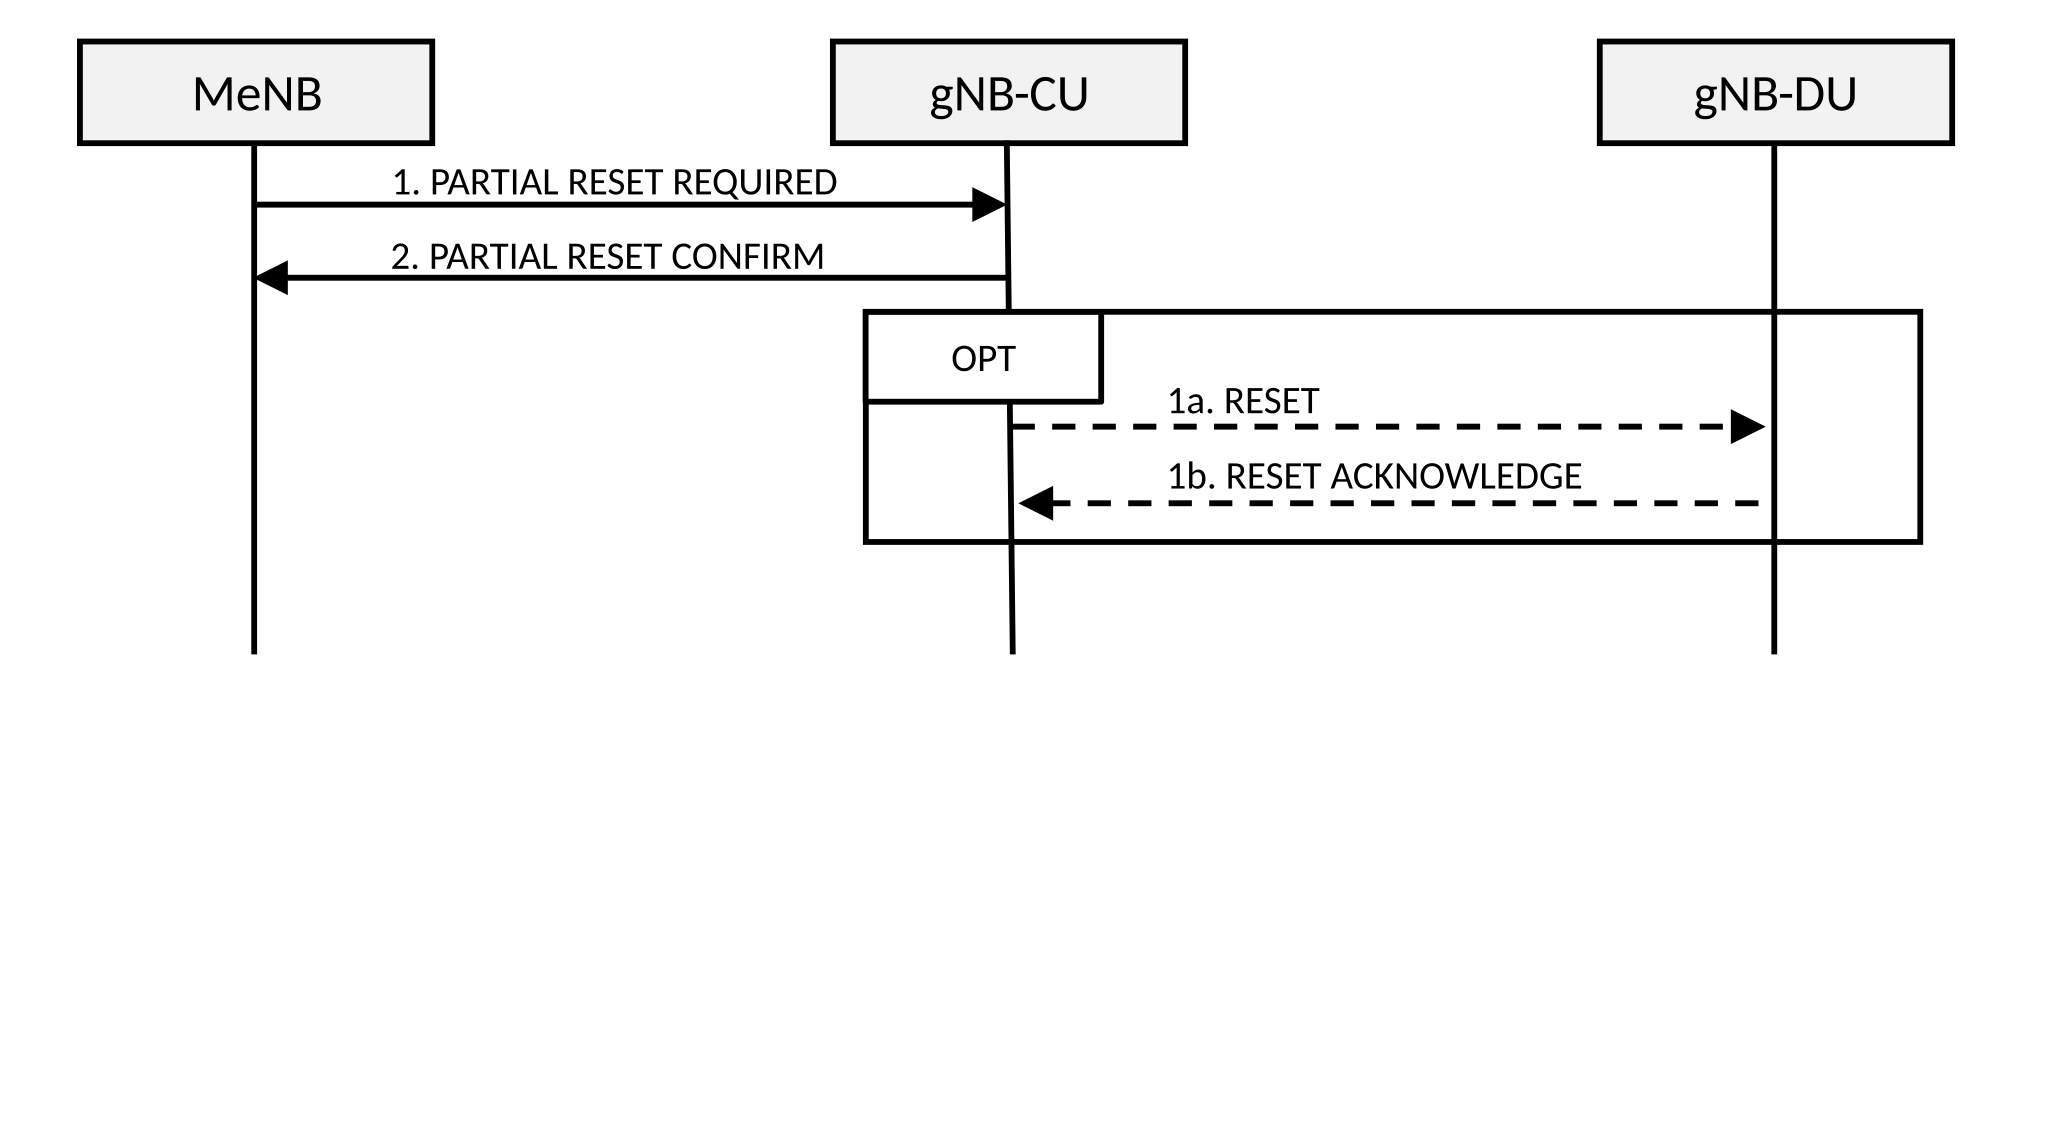 MeNB
gNB-CU
gNB-DU
1. PARTIAL RESET REQUIRED
2. PARTIAL RESET CONFIRM
OPT
1a. RESET
1b. RESET ACKNOWLEDGE